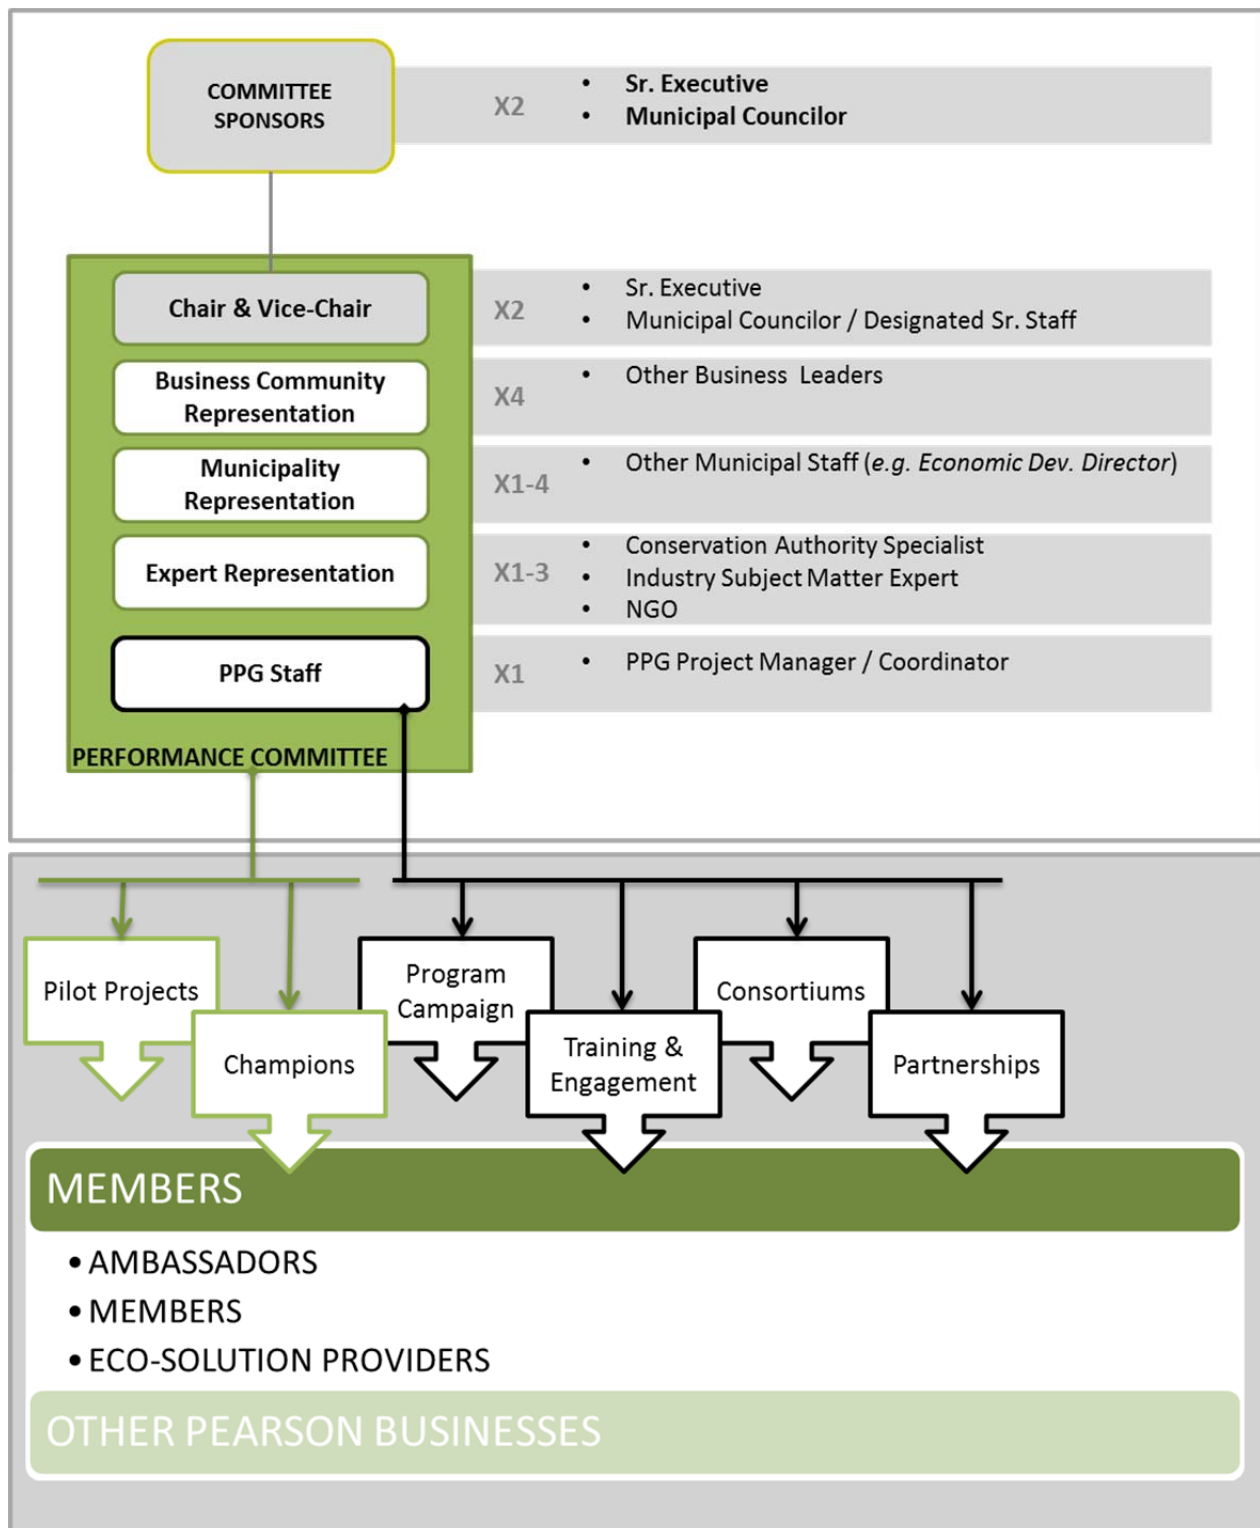 COMMITTEE
SPONSORS
X2
• Sr. Executive
• Municipal Councilor
Chair & Vice-Chair
X2
• Sr. Executive
• Municipal Councilor / Designated Sr. Staff
Business Community
Representation
X4
• Other Business Leaders
Municipality
Representation
X1-4
• Other Municipal Staff (e.g. Economic Dev. Director)
Expert Representation
X1-3
• Conservation Authority Specialist
• Industry Subject Matter Expert
• NGO
PPG Staff
X1
• PPG Project Manager / Coordinator
PERFORMANCE COMMITTEE
Pilot Projects
Champions
Program
Campaign
Training &
Engagement
Consortiums
Partnerships
MEMBERS
• AMBASSADORS
• MEMBERS
• ECO-SOLUTION PROVIDERS
OTHER PEARSON BUSINESSES